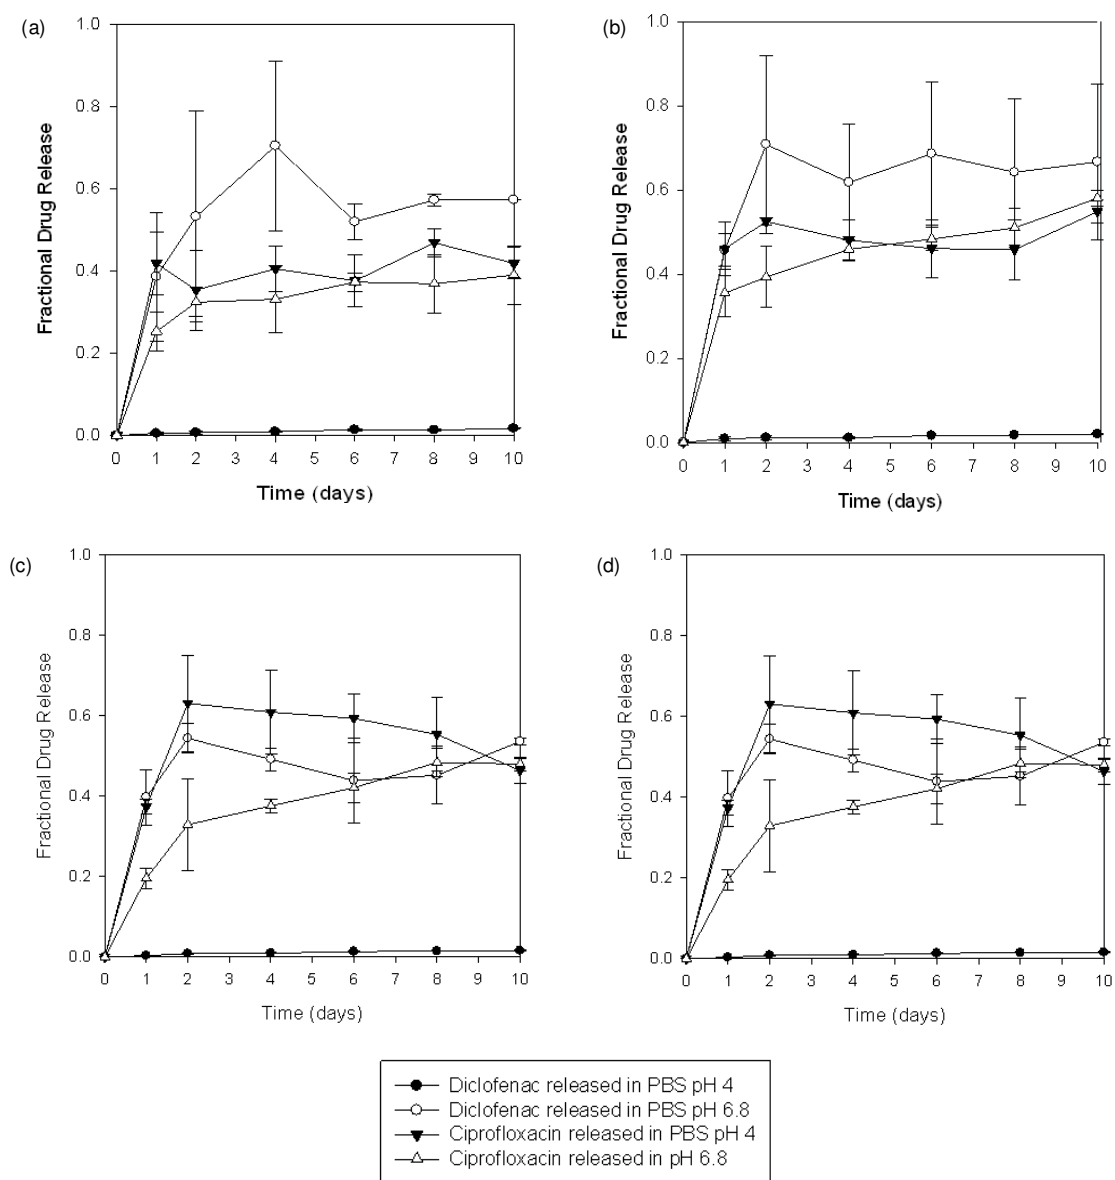 (a)
1.0
0.8
0.6
0.4
0.2
0.0
Fractional Drug Release
0 1 2 3 4 5 6 7 8 9 10
Time (days)
(b)
1.0
0.8
0.6
0.4
0.2
0.0
Fractional Drug Release
0 1 2 3 4 5 6 7 8 9 10
Time (days)
(c)
1.0
0.8
0.6
0.4
0.2
0.0
Fractional Drug Release
0 1 2 3 4 5 6 7 8 9 10
Time (days)
(d)
1.0
0.8
0.6
0.4
0.2
0.0
Fractional Drug Release
0 1 2 3 4 5 6 7 8 9 10
Time (days)
Diclofenac released in PBS pH 4
Diclofenac released in PBS pH 6.8
Ciprofloxacin released in PBS pH 4
Ciprofloxacin released in pH 6.8